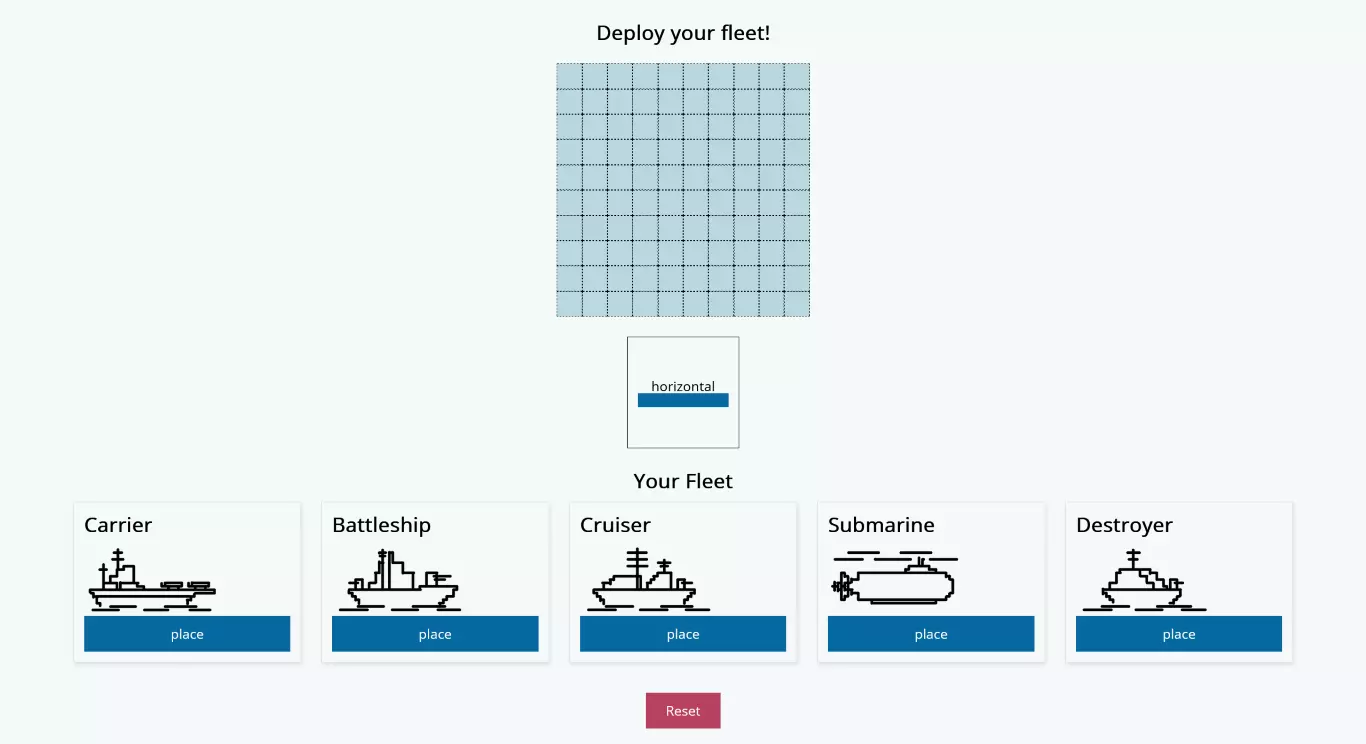 Deploy your fleet!
horizontal
Your Fleet
Carrier
place
Battleship
place
Cruiser
place
Submarine
place
Destroyer
place
Reset